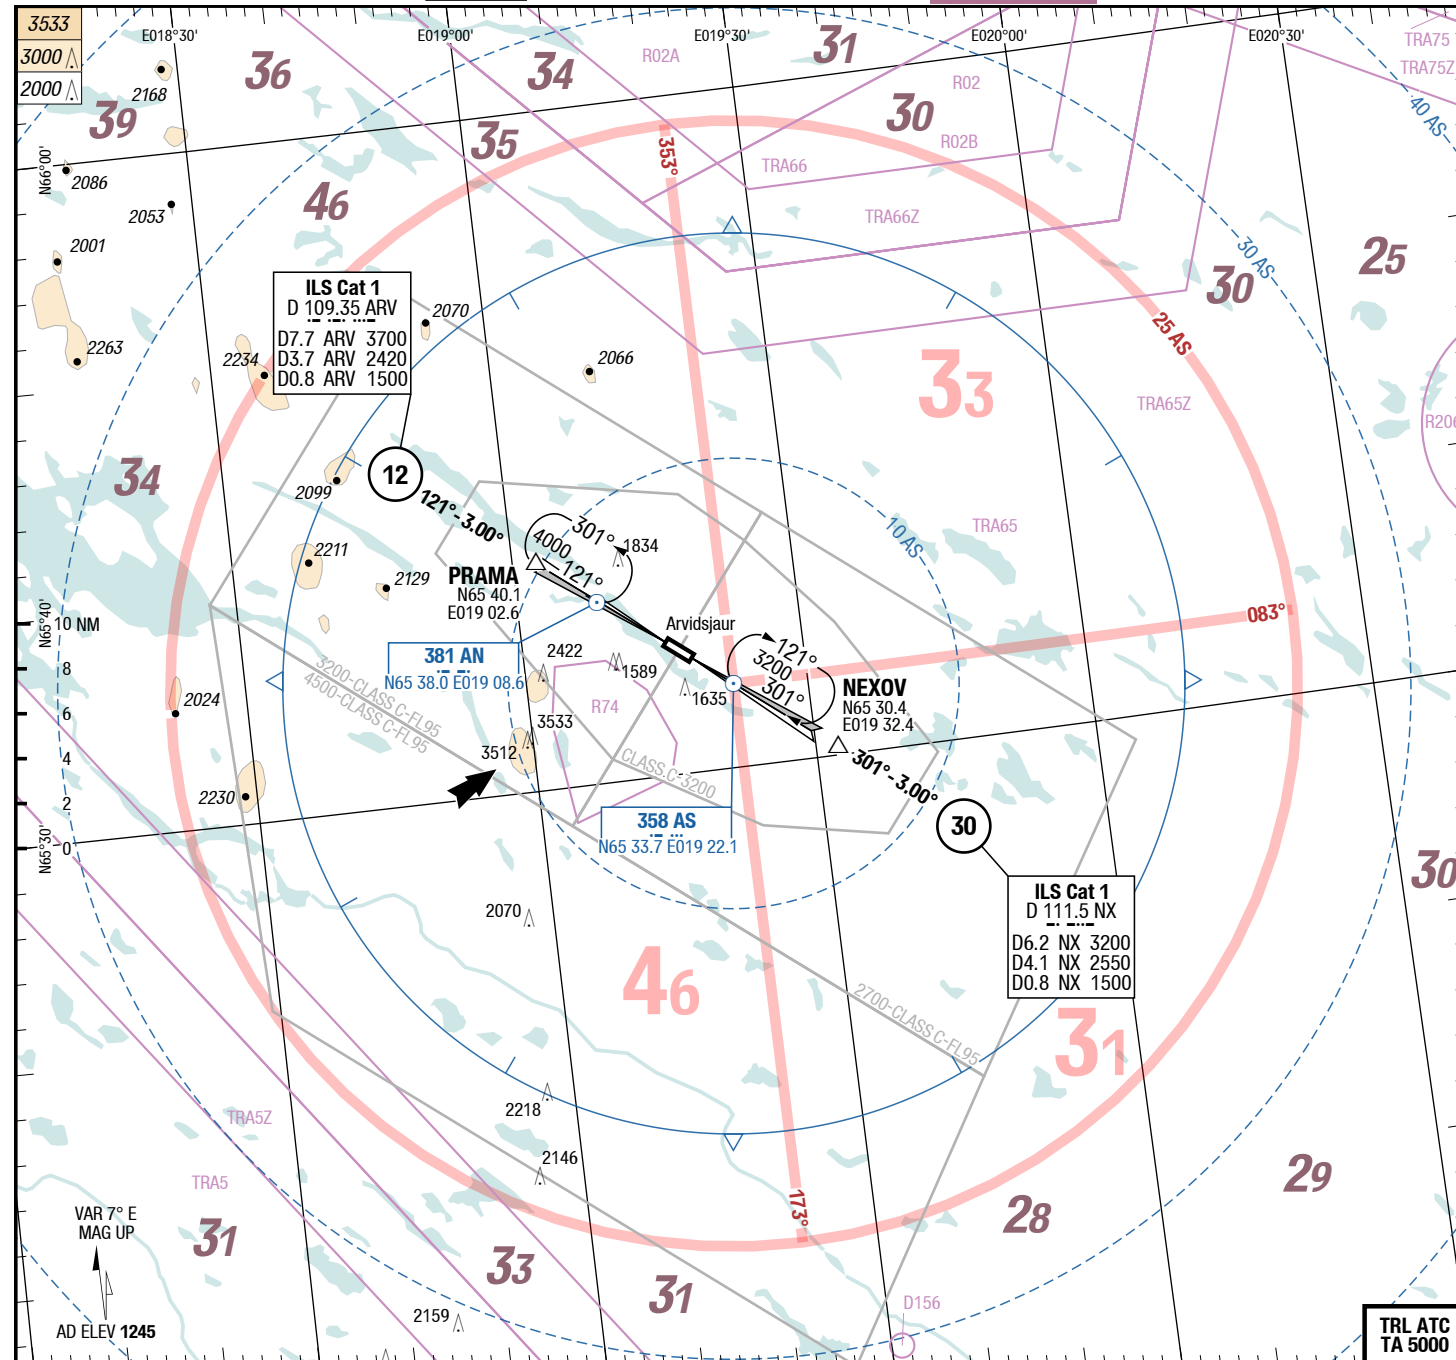 3533
3000
2000
E018°30'
E019°00'
E019°30'
E020°00'
E020°30'
31
36
34
R02A
R02
TRA75
TRA75Z
2168
39
40 AS
30
35
353°
R02B
N66°00'
TRA66
2086
46
2053
TRA66Z
2001
30 AS
25
30
ILS Cat 1
D 109.35 ARV
D7.7 ARV 3700
D3.7 ARV 2420
D0.8 ARV 1500
2070
25 AS
2263
2234
2066
33
TRA65Z
R206
34
12
2099
121°-3.00°
TRA65
10 AS
301°
4000
1834
121°
2211
PRAMA
N65 40.1
E019 02.6
2129
N65°40'
10 NM
083°
Arvidsjaur
381 AN
N65 38.0 E019 08.6
2422
1589
121°
3200
301°
8
3200-CLASS C-FL95
4500-CLASS C-FL95
NEXOV
N65 30.4
E019 32.4
2024
R74
1635
6
3533
4
3512
CLASS C-3200
301°-3.00°
2230
2
358 AS
N65 33.7 E019 22.1
30
N65°30'
0
30
ILS Cat 1
D 111.5 NX
D6.2 NX 3200
D4.1 NX 2550
D0.8 NX 1500
2070
46
2700-CLASS C-FL95
31
2218
TRA5Z
2146
29
TRA5
173°
28
VAR 7° E
MAG UP
31
33
31
D156
2159
AD ELEV 1245
TRL ATC
TA 5000